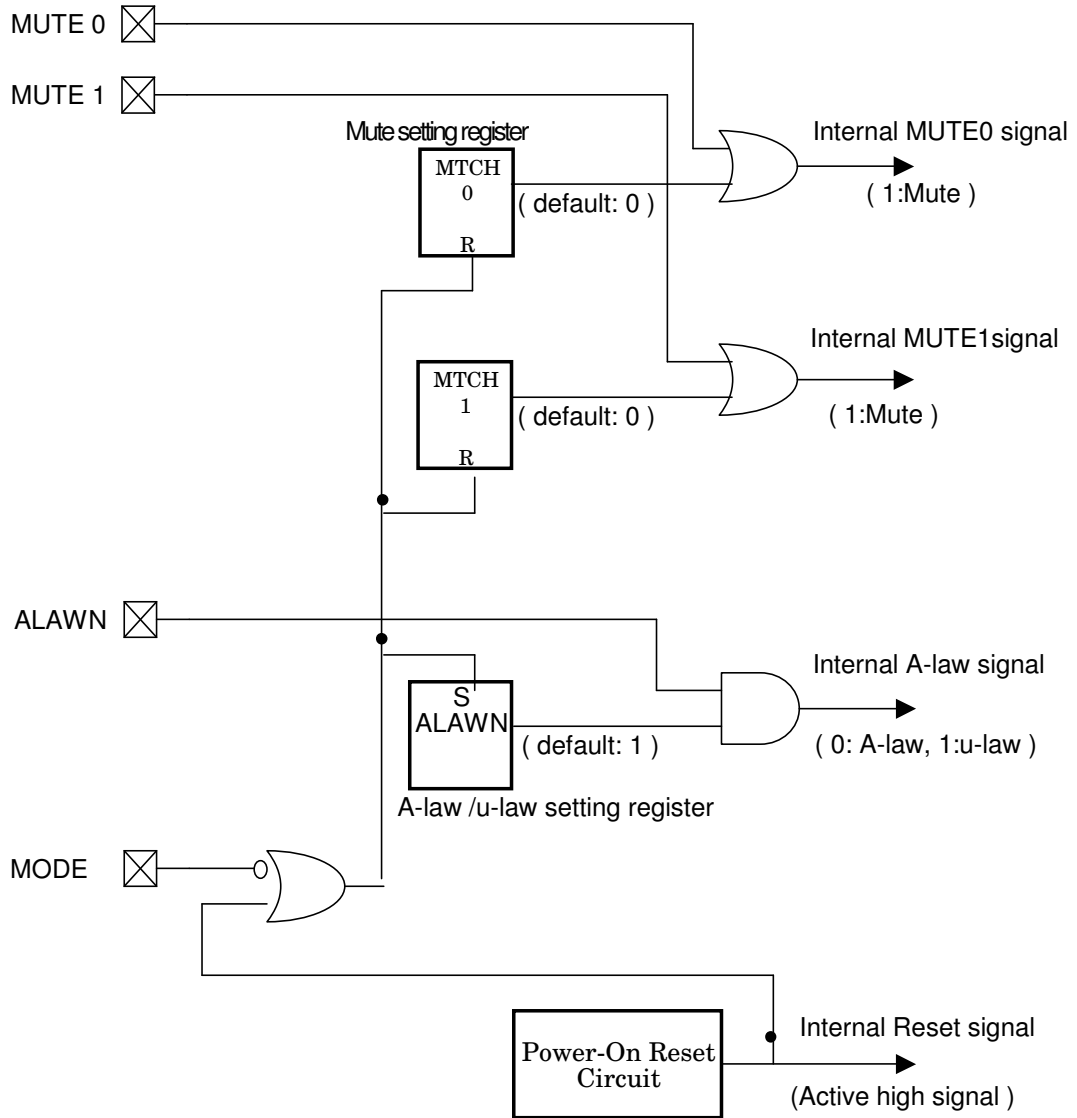 MUTE 0
MUTE 1
Mute setting register
MTCH
0
R
( default: 0 )
Internal MUTE0 signal
( 1:Mute )
MTCH
1
R
( default: 0 )
Internal MUTE1signal
( 1:Mute )
ALAWN
S
ALAWN
( default: 1 )
A-law /u-law setting register
Internal A-law signal
( 0: A-law, 1:u-law )
MODE
Power-On Reset
Circuit
Internal Reset signal
(Active high signal )